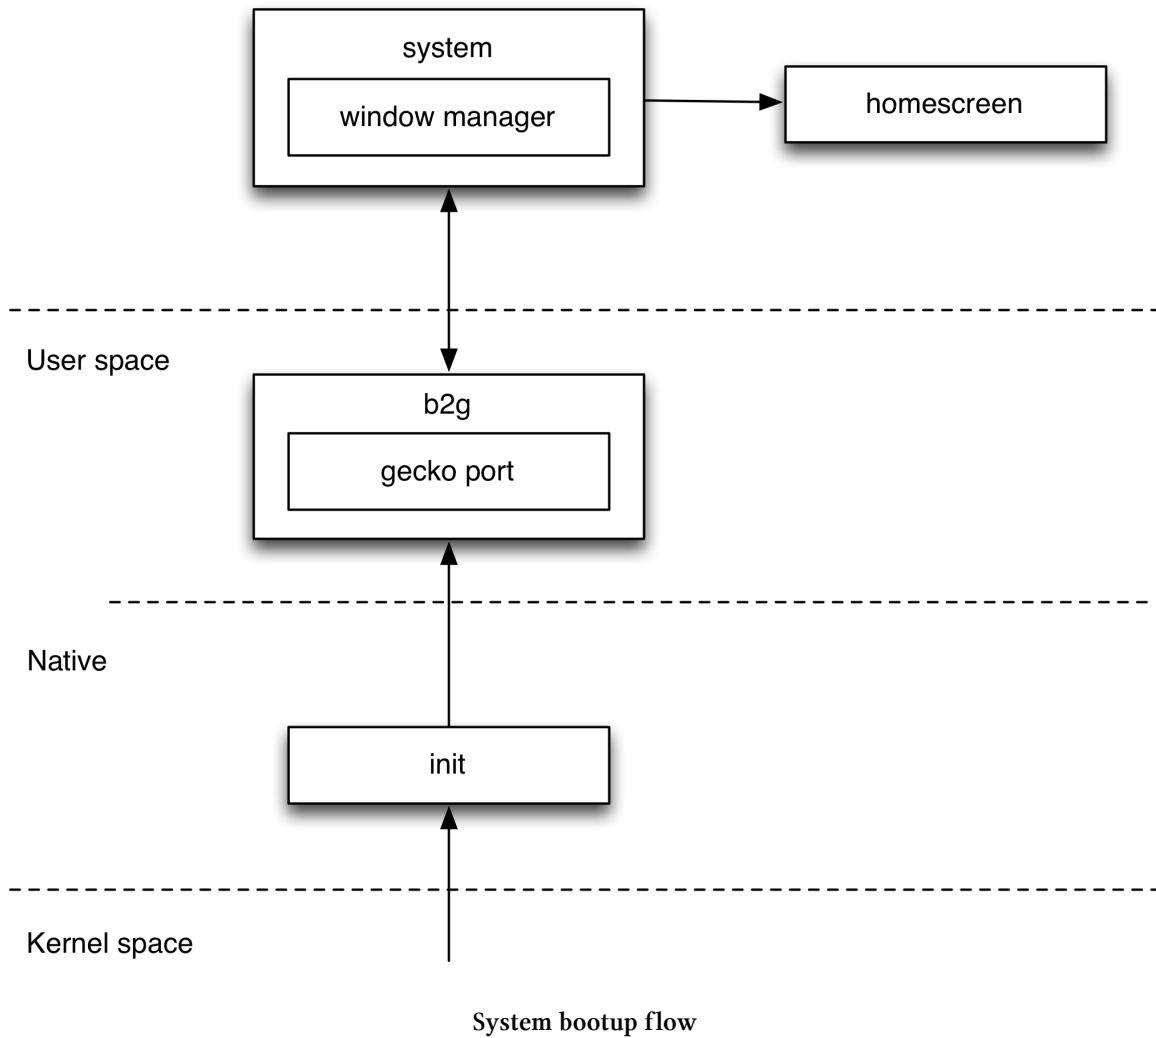 system
window manager
homescreen
User space
b2g
gecko port
Native
init
Kernel space
System bootup flow